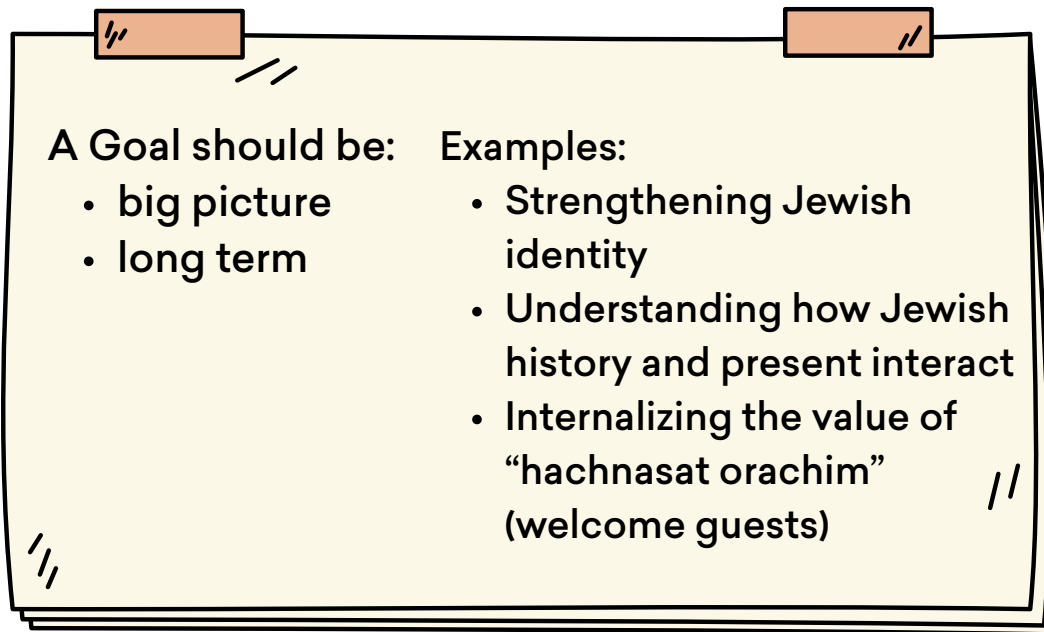 A Goal should be:
• big picture
• long term
Examples:
• Strengthening Jewish
identity
• Understanding how Jewish
history and present interact
• Internalizing the value of
“hachnasat orachim”
(welcome guests)